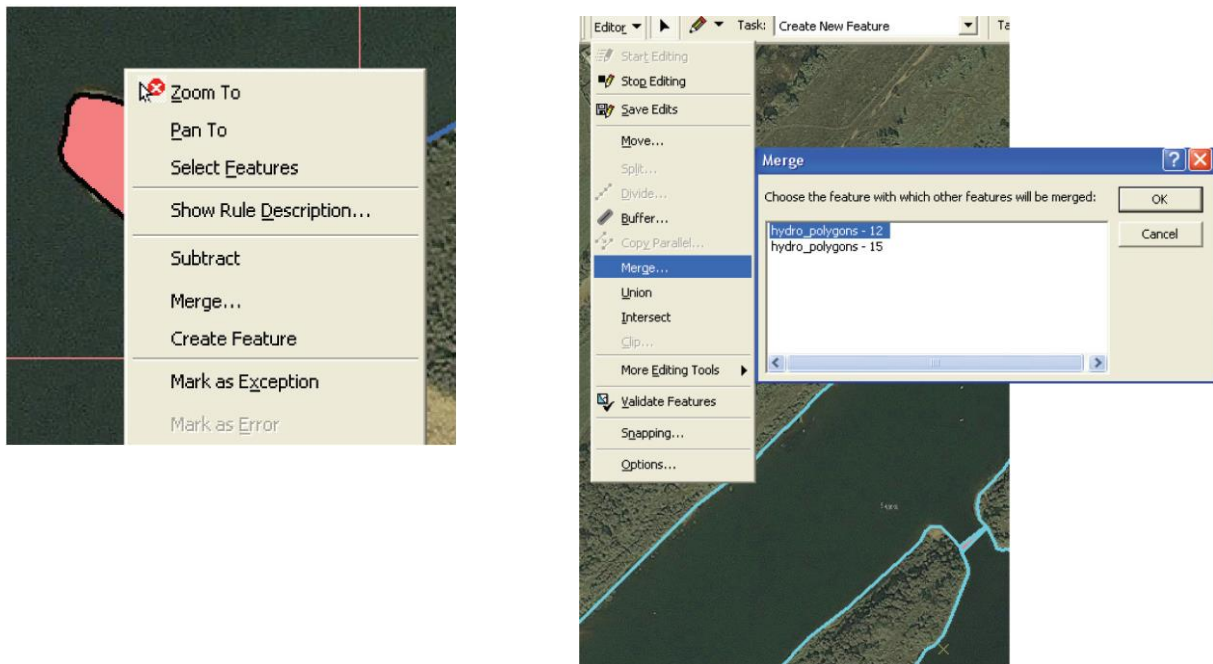 Zoom To
Pan To
Select Features
Show Rule Description...
Subtract
Merge...
Create Feature
Mark as Exception
Mark as Error
Editor Task: Create New Feature
Start Editing
Stop Editing
Save Edits
Move...
Split...
Divide...
Buffer...
Copy Parallel...
Merge...
Union
Intersect
Clip...
More Editing Tools
Validate Features
Snapping...
Options...
Merge
Choose the feature with which other features will be merged:
hydro_polygons - 12
hydro_polygons - 15
OK
Cancel